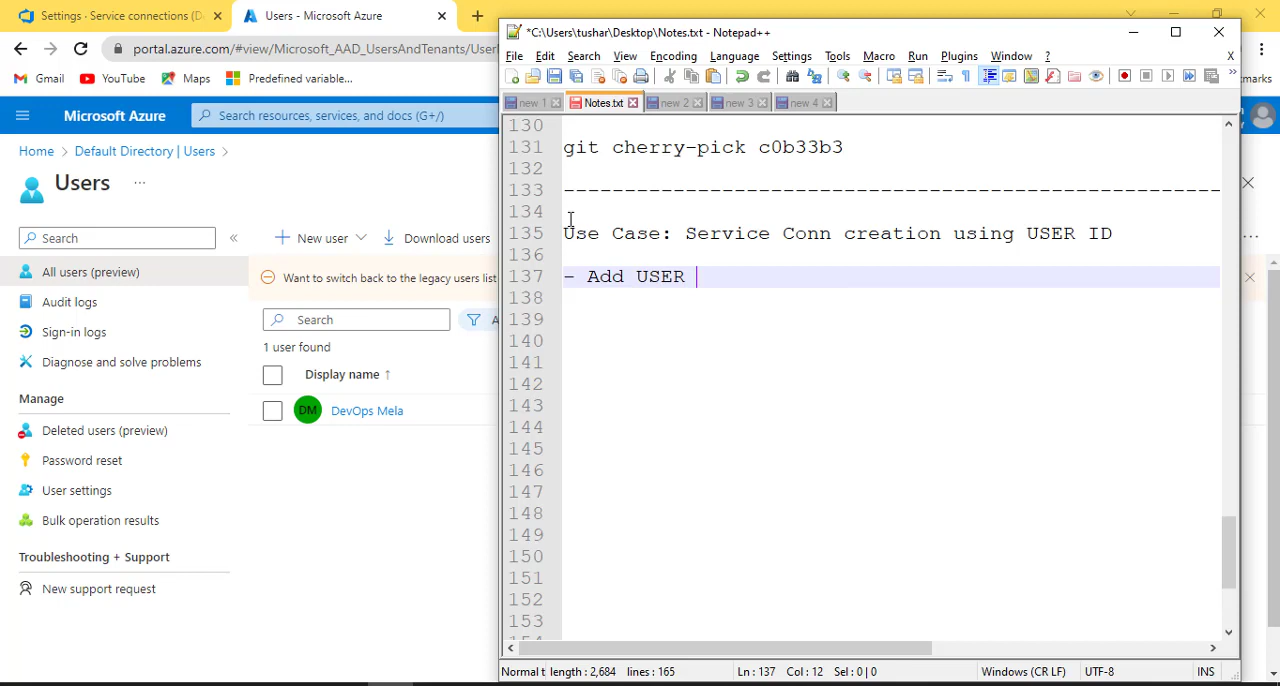 Settings - Service connections (De
Users - Microsoft Azure
portal.azure.com/#view/Microsoft_AAD_UsersAndTenants/UserM
Gmail
YouTube
Maps
Predefined variable...
Microsoft Azure
Search resources, services, and docs (G+/)
Home > Default Directory | Users >
Users ...
Search
«
New user
Download users
Want to switch back to the legacy users list
All users (preview)
Audit logs
Sign-in logs
Diagnose and solve problems
Manage
Deleted users (preview)
Password reset
User settings
Bulk operation results
Troubleshooting + Support
New support request
Search
1 user found
Display name ↑
DM DevOps Mela
*C:\Users\tushar\Desktop\Notes.txt - Notepad++
File Edit Search View Encoding Language Settings Tools Macro Run Plugins Window ? X
new 1 Notes.txt new 2 new 3 new 4
130
131 git cherry-pick c0b33b3
132
133 ------------------------------------------------------
134
135 Use Case: Service Conn creation using USER ID
136
137 - Add USER
138
139
140
141
142
143
144
145
146
147
148
149
150
151
152
153
Normal t length : 2,684 lines : 165 Ln : 137 Col : 12 Sel : 0 | 0 Windows (CR LF) UTF-8 INS